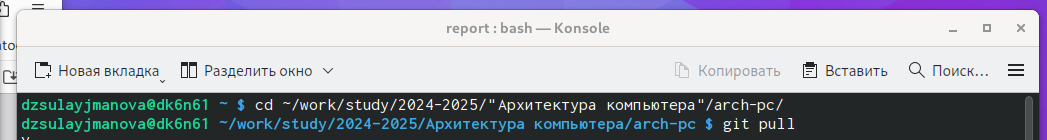 report : bash — Konsole
Новая вкладка
Разделить окно
Копировать
Вставить
Поиск...
dzsulayjmanova@dk6n61 ~ $ cd ~/work/study/2024-2025/"Архитектура компьютера"/arch-pc/
dzsulayjmanova@dk6n61 ~/work/study/2024-2025/Архитектура компьютера/arch-pc $ git pull